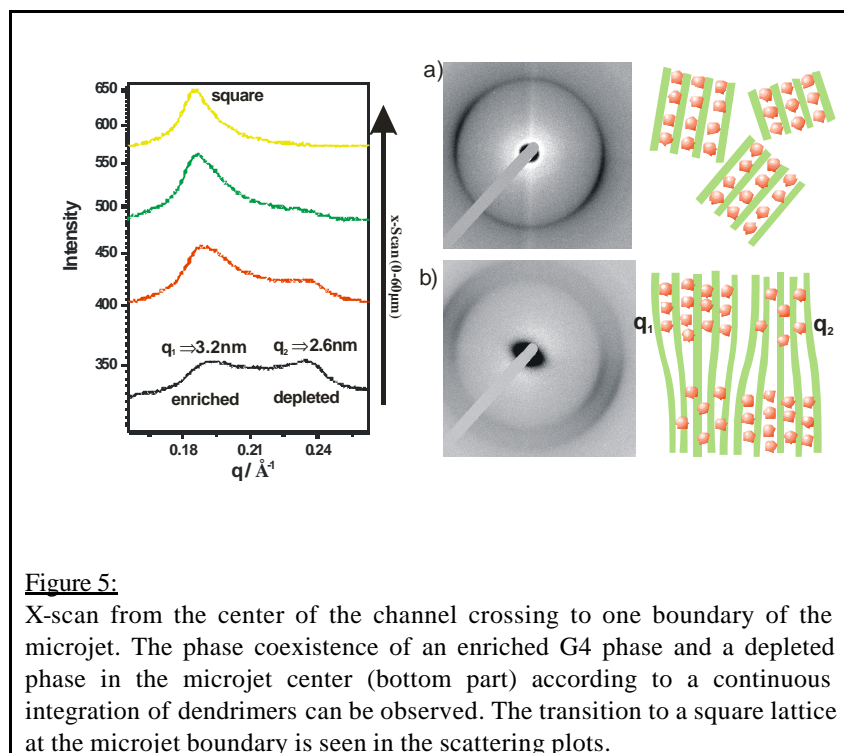 650
600
550
500
450
400
350
Intensity
square
q₁ ⇒3.2nm
q₂ ⇒2.6nm
enriched
depleted
0.18
0.21
0.24
q/ Å⁻¹
x-Scan (0-60µm)
a)
b)
q₁
q₂
Figure 5:
X-scan from the center of the channel crossing to one boundary of the
microjet. The phase coexistence of an enriched G4 phase and a depleted
phase in the microjet center (bottom part) according to a continuous
integration of dendrimers can be observed. The transition to a square lattice
at the microjet boundary is seen in the scattering plots.